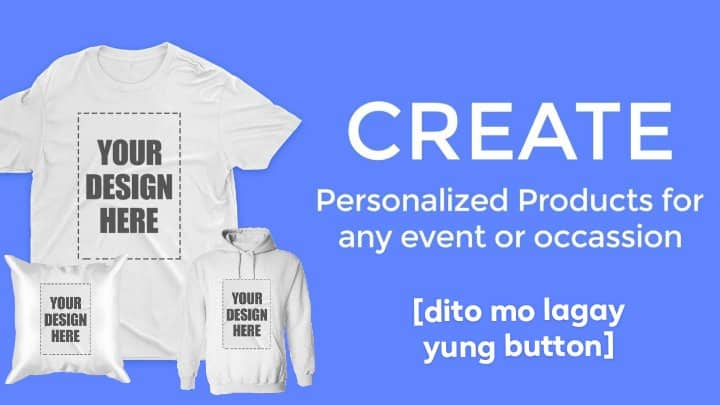 YOUR
DESIGN
HERE
YOUR
DESIGN
HERE
YOUR
DESIGN
HERE
CREATE
Personalized Products for
any event or occassion
[dito mo lagay
yung button]